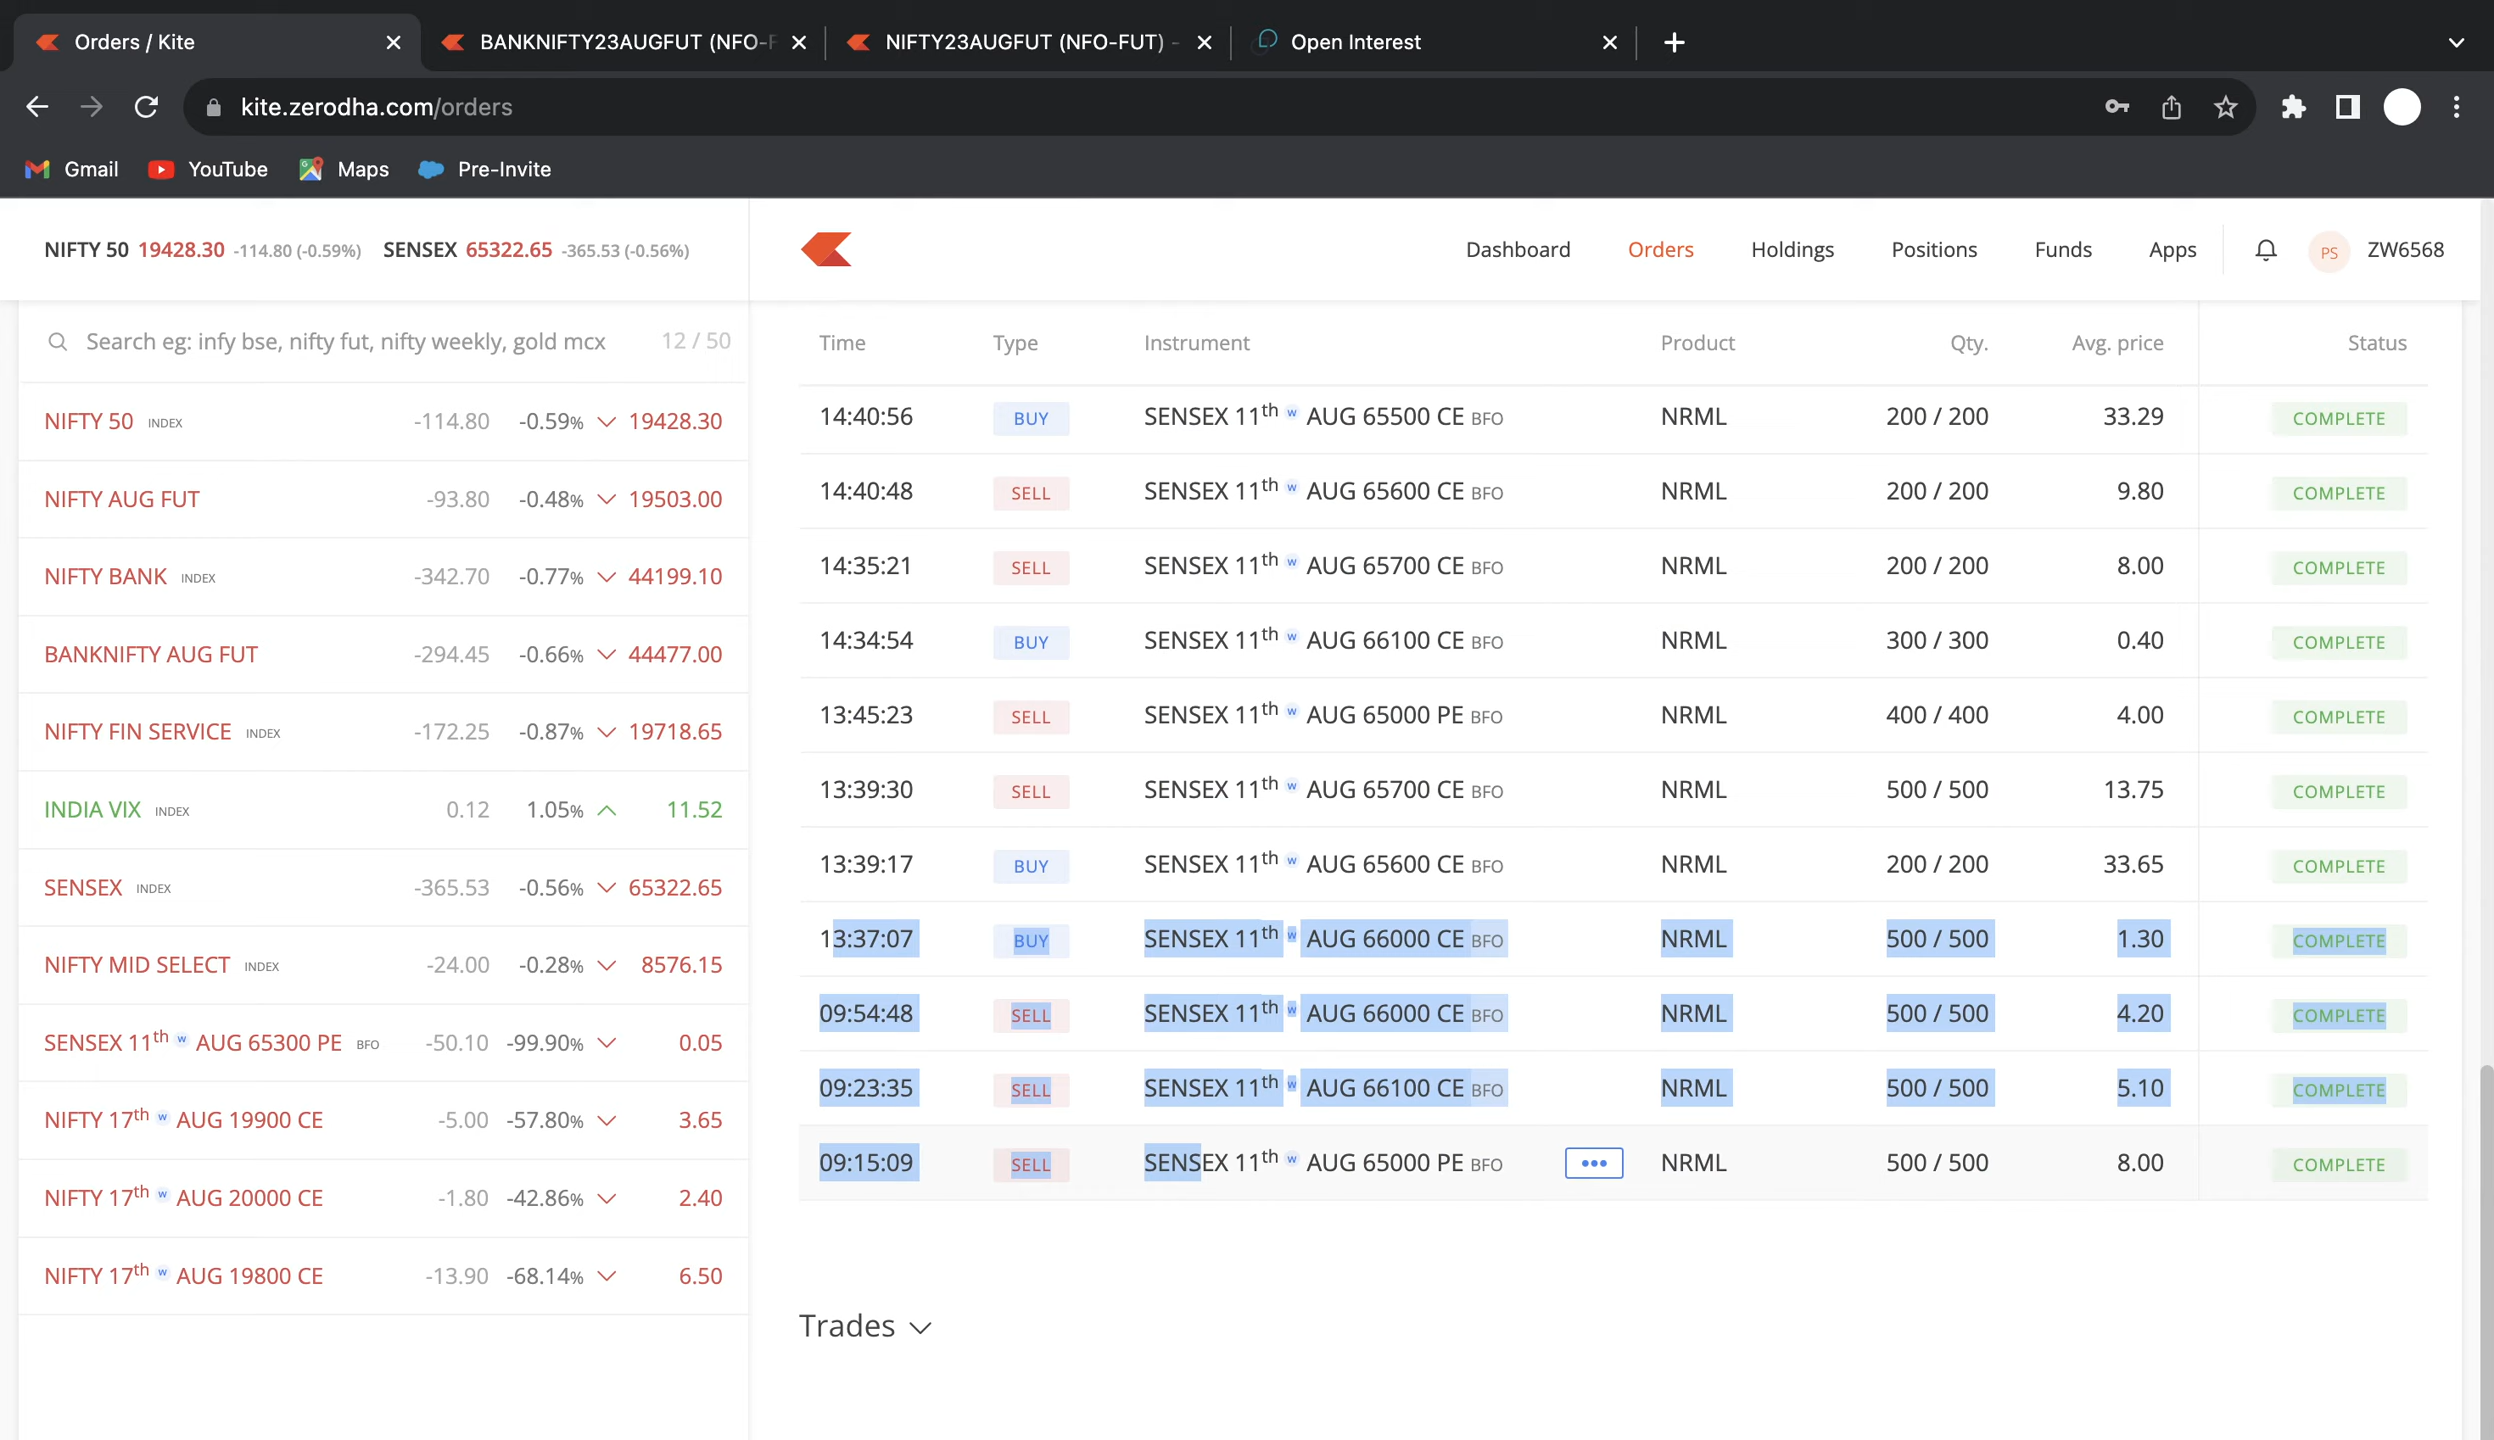 Orders / Kite
BANKNIFTY23AUGFUT (NFO-F
NIFTY23AUGFUT (NFO-FUT) -
Open Interest
kite.zerodha.com/orders
Gmail
YouTube
Maps
Pre-Invite
NIFTY 50 19428.30 -114.80 (-0.59%) SENSEX 65322.65 -365.53 (-0.56%)
Dashboard Orders Holdings Positions Funds Apps PS ZW6568
Search eg: infy bse, nifty fut, nifty weekly, gold mcx 12 / 50
NIFTY 50 INDEX -114.80 -0.59% 19428.30
NIFTY AUG FUT -93.80 -0.48% 19503.00
NIFTY BANK INDEX -342.70 -0.77% 44199.10
BANKNIFTY AUG FUT -294.45 -0.66% 44477.00
NIFTY FIN SERVICE INDEX -172.25 -0.87% 19718.65
INDIA VIX INDEX 0.12 1.05% 11.52
SENSEX INDEX -365.53 -0.56% 65322.65
NIFTY MID SELECT INDEX -24.00 -0.28% 8576.15
SENSEX 11th w AUG 65300 PE BFO -50.10 -99.90% 0.05
NIFTY 17th w AUG 19900 CE -5.00 -57.80% 3.65
NIFTY 17th w AUG 20000 CE -1.80 -42.86% 2.40
NIFTY 17th w AUG 19800 CE -13.90 -68.14% 6.50
Time Type Instrument Product Qty. Avg. price Status
14:40:56 BUY SENSEX 11th w AUG 65500 CE BFO NRML 200 / 200 33.29 COMPLETE
14:40:48 SELL SENSEX 11th w AUG 65600 CE BFO NRML 200 / 200 9.80 COMPLETE
14:35:21 SELL SENSEX 11th w AUG 65700 CE BFO NRML 200 / 200 8.00 COMPLETE
14:34:54 BUY SENSEX 11th w AUG 66100 CE BFO NRML 300 / 300 0.40 COMPLETE
13:45:23 SELL SENSEX 11th w AUG 65000 PE BFO NRML 400 / 400 4.00 COMPLETE
13:39:30 SELL SENSEX 11th w AUG 65700 CE BFO NRML 500 / 500 13.75 COMPLETE
13:39:17 BUY SENSEX 11th w AUG 65600 CE BFO NRML 200 / 200 33.65 COMPLETE
13:37:07 BUY SENSEX 11th w AUG 66000 CE BFO NRML 500 / 500 1.30 COMPLETE
09:54:48 SELL SENSEX 11th w AUG 66000 CE BFO NRML 500 / 500 4.20 COMPLETE
09:23:35 SELL SENSEX 11th w AUG 66100 CE BFO NRML 500 / 500 5.10 COMPLETE
09:15:09 SELL SENSEX 11th w AUG 65000 PE BFO NRML 500 / 500 8.00 COMPLETE
Trades